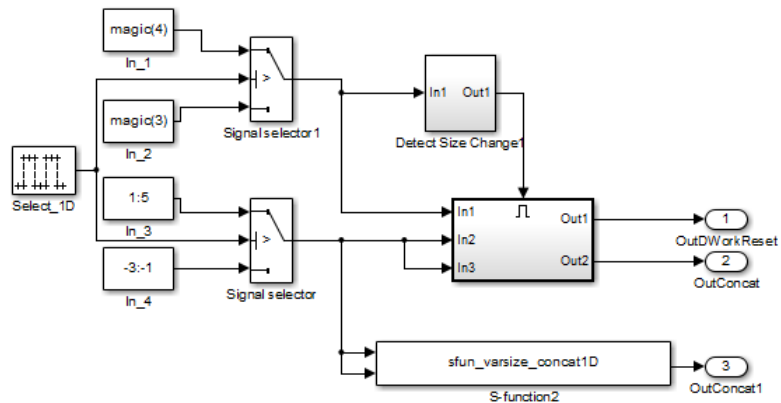 magic(4)
In_1
>
Signal selector1
magic(3)
In_2
In1 Out1
Detect Size Change1
Select_1D
1:5
In_3
>
-3:-1
In_4
Signal selector
In1
In2
In3
Out1
Out2
1
OutDWorkReset
2
OutConcat
sfun_varsize_concat1D
S-function2
3
OutConcat1